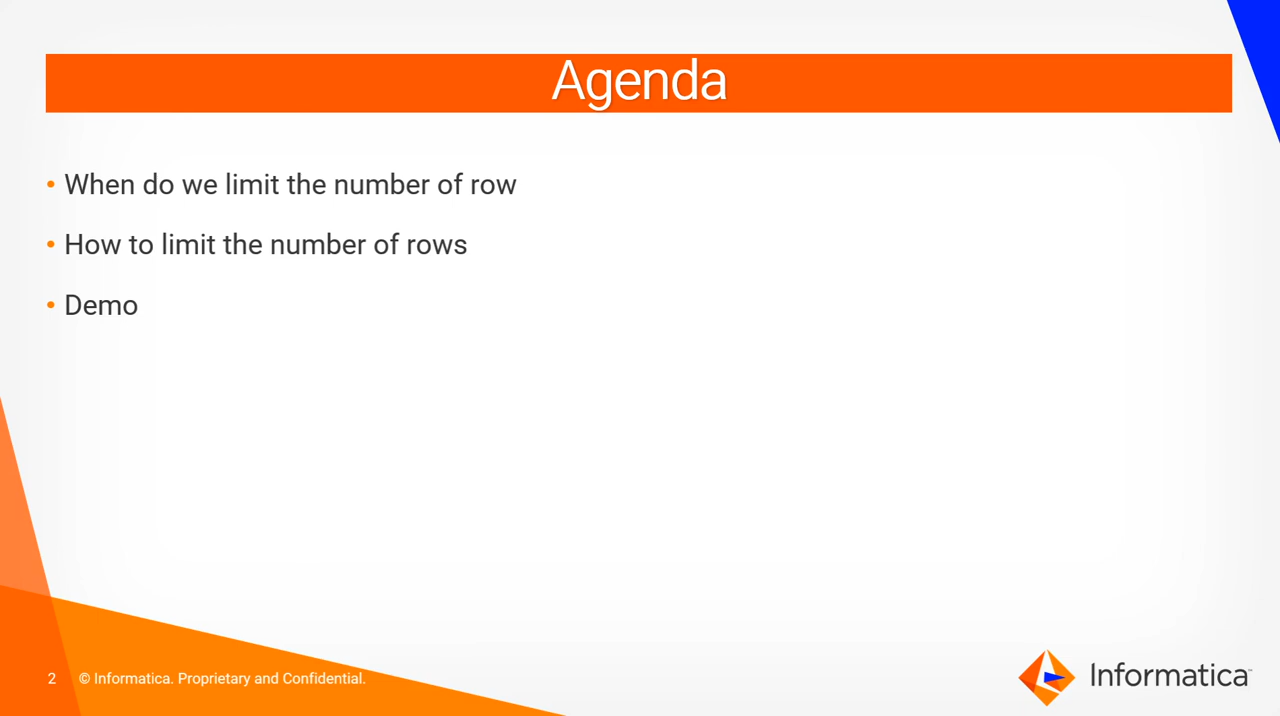 Agenda
• When do we limit the number of row
• How to limit the number of rows
• Demo
2 © Informatica. Proprietary and Confidential.
Informatica™